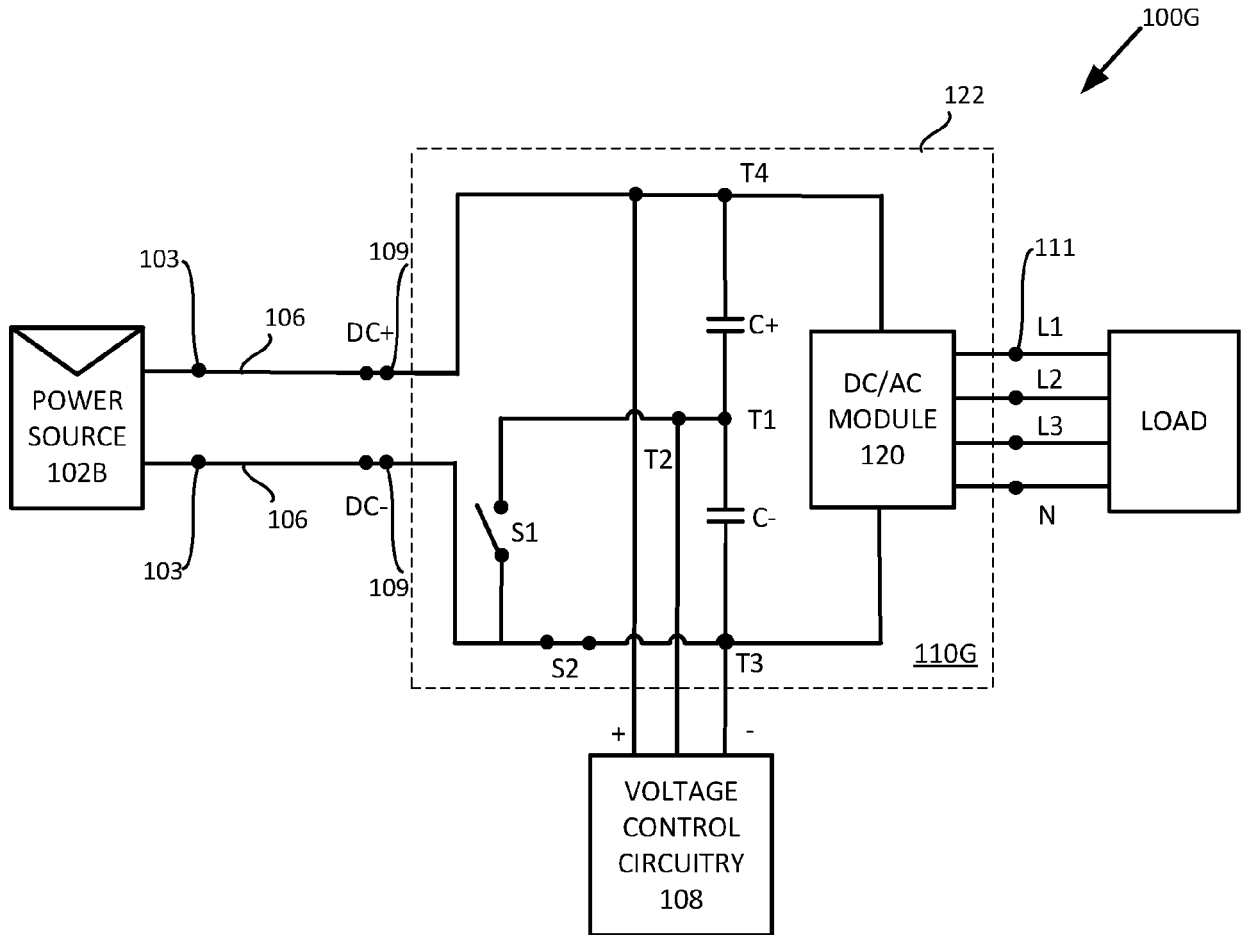 100G
122
T4
109
103
111
106
DC+
C+
L1
POWER
SOURCE
102B
DC/AC
MODULE
120
L2
L3
N
LOAD
T1
T2
C-
DC-
S1
106
103
109
S2
T3
110G
+
-
VOLTAGE
CONTROL
CIRCUITRY
108